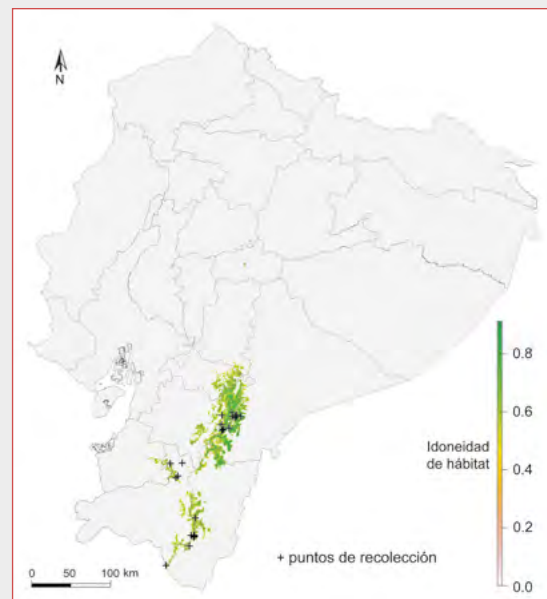 N
0.8
0.6
Idoneidad
de hábitat
0.4
0.2
0.0
+ puntos de recolección
0 50 100 km